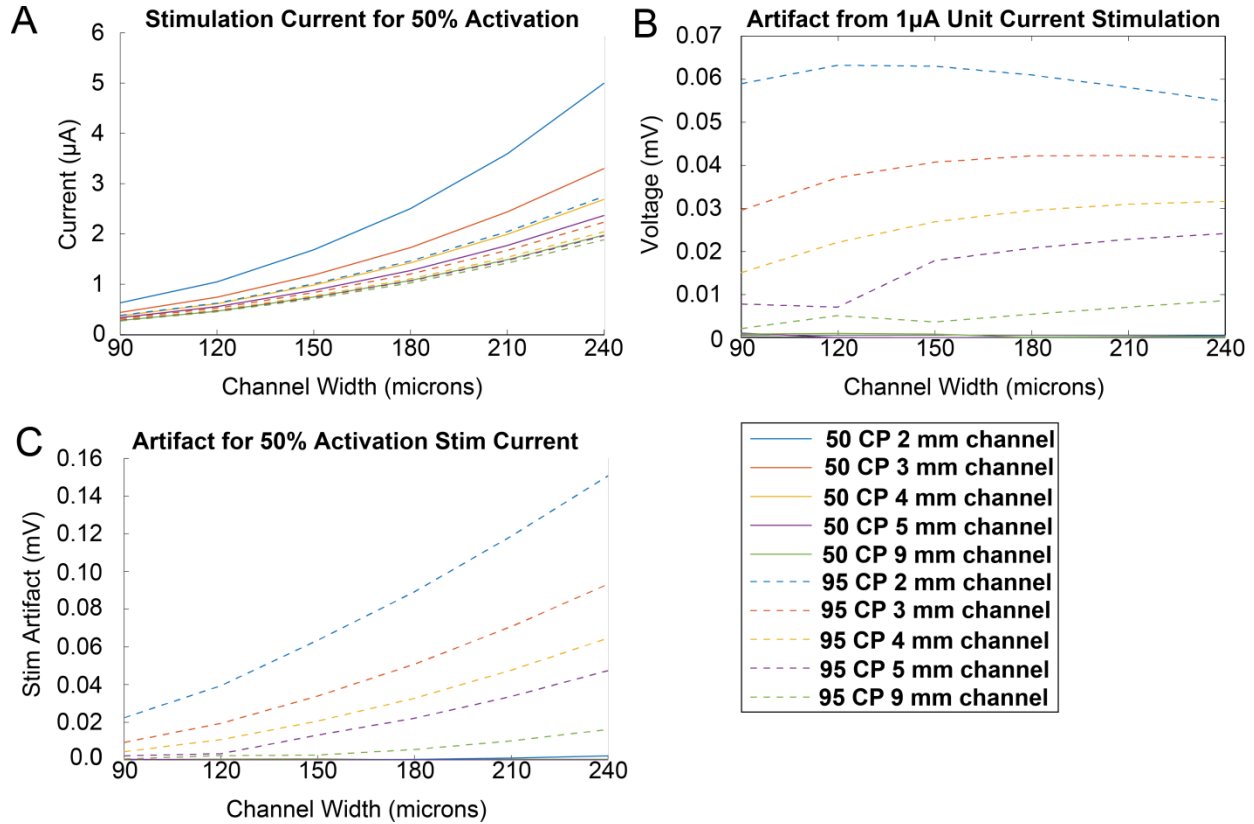 A
Stimulation Current for 50% Activation
6
5
4
3
2
1
0
Current (µA)
90 120 150 180 210 240
Channel Width (microns)
B
Artifact from 1µA Unit Current Stimulation
0.07
0.06
0.05
0.04
0.03
0.02
0.01
0
Voltage (mV)
90 120 150 180 210 240
Channel Width (microns)
C
Artifact for 50% Activation Stim Current
0.16
0.14
0.12
0.10
0.08
0.06
0.04
0.02
0.0
Stim Artifact (mV)
90 120 150 180 210 240
Channel Width (microns)
50 CP 2 mm channel
50 CP 3 mm channel
50 CP 4 mm channel
50 CP 5 mm channel
50 CP 9 mm channel
95 CP 2 mm channel
95 CP 3 mm channel
95 CP 4 mm channel
95 CP 5 mm channel
95 CP 9 mm channel